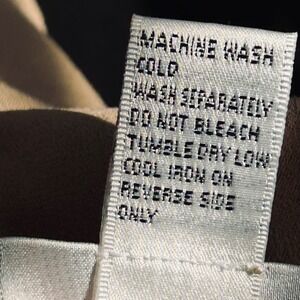 MACHINE WASH
COLD
WASH SEPARATELY
DO NOT BLEACH
TUMBLE DRY LOW
COOL IRON ON
REVERSE SIDE
ONLY